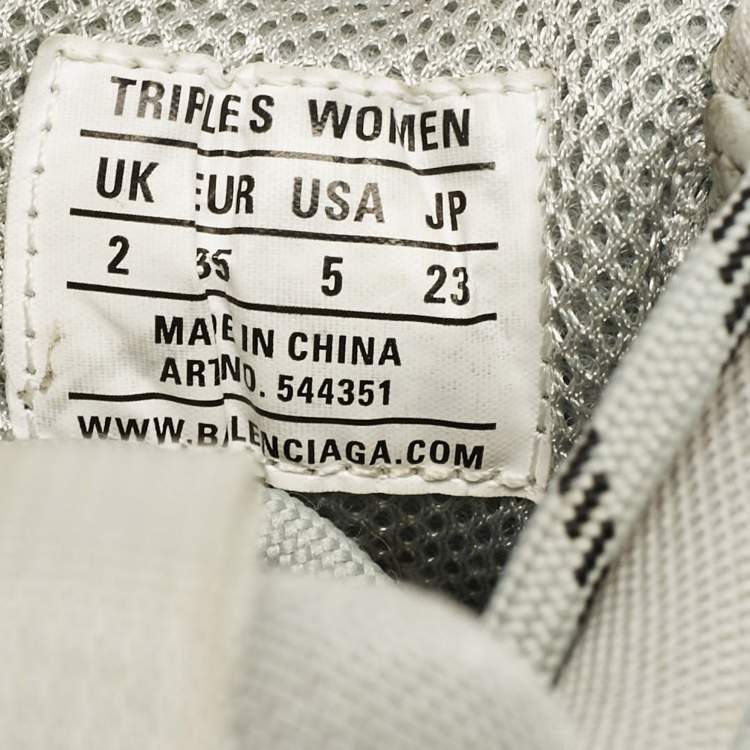 TRIPLE S WOMEN
UK EUR USA JP
2 35 5 23
MADE IN CHINA
ART.NO. 544351
WWW.BALENCIAGA.COM